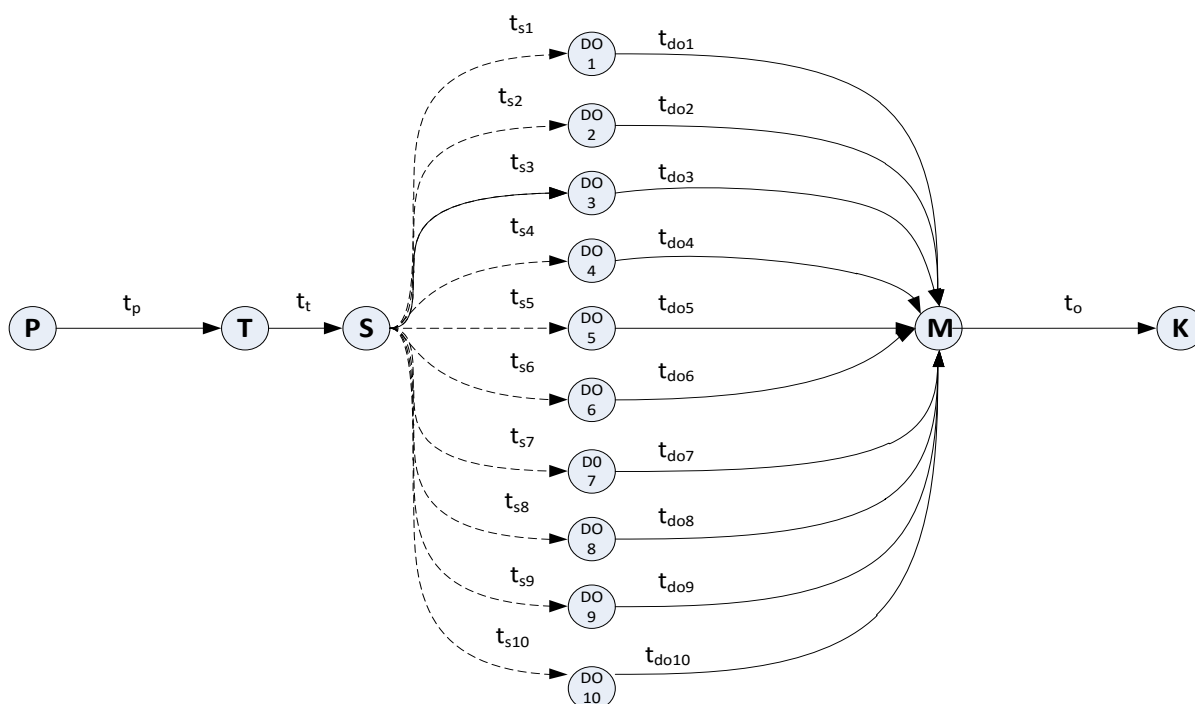 t_s1
DO
1
t_do1
t_s2
DO
2
t_do2
t_s3
DO
3
t_do3
t_s4
DO
4
t_do4
P
t_p
T
t_t
S
t_s5
DO
5
t_do5
M
t_o
K
t_s6
DO
6
t_do6
t_s7
D0
7
t_do7
t_s8
DO
8
t_do8
t_s9
DO
9
t_do9
t_s10
DO
10
t_do10